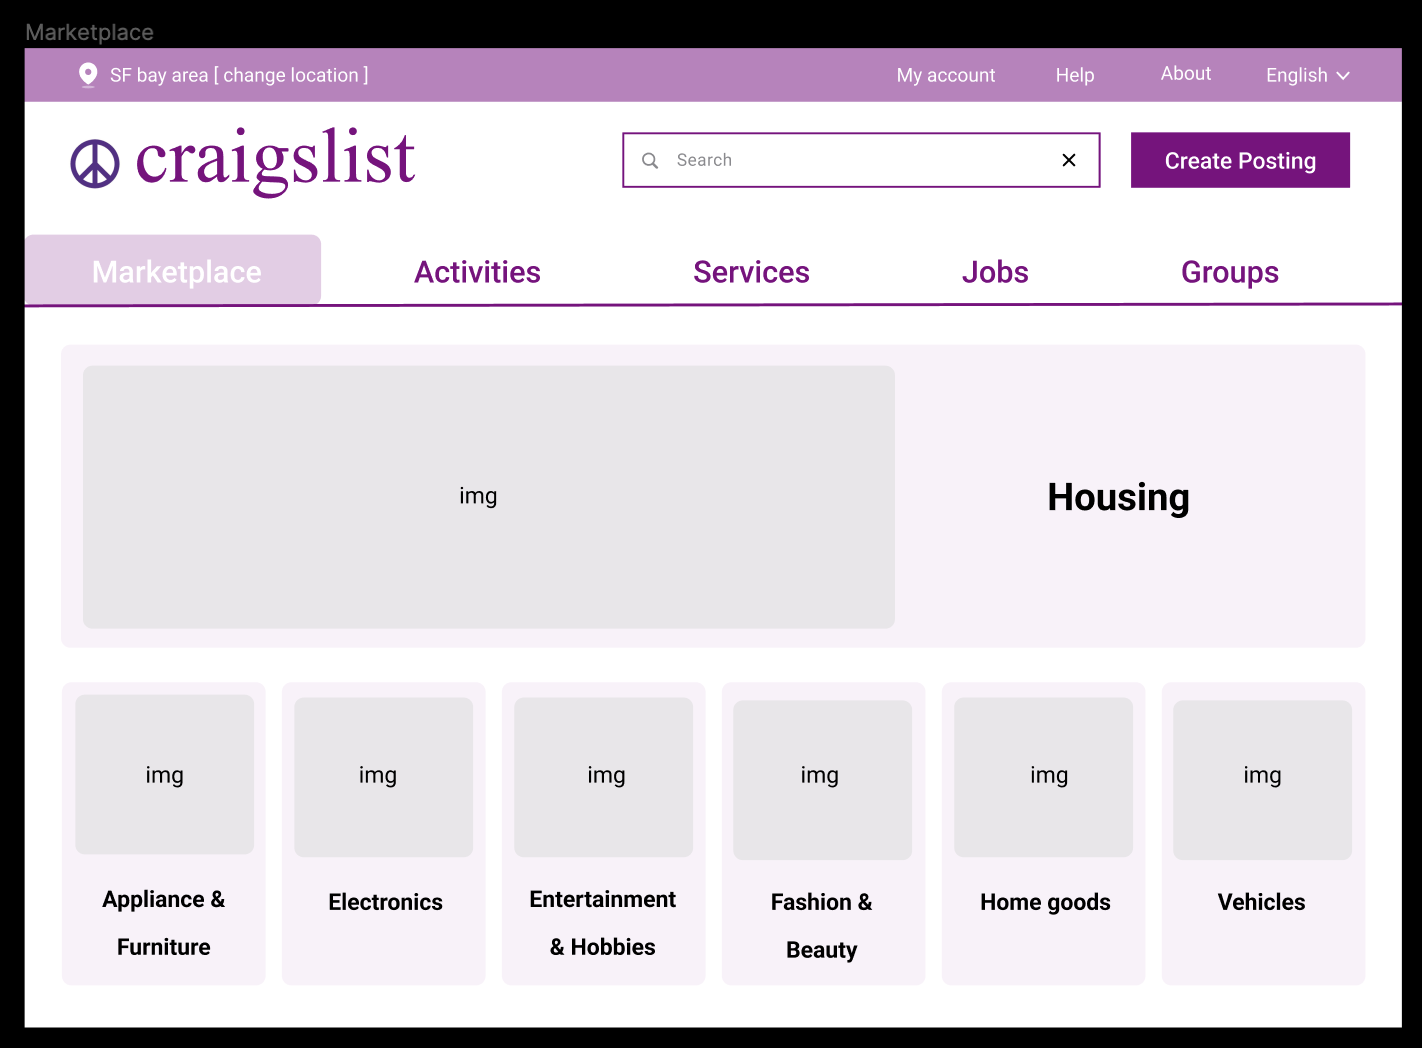 Marketplace
SF bay area [ change location ]
My account
Help
About
English
craigslist
Search
Create Posting
Marketplace
Activities
Services
Jobs
Groups
img
Housing
img
img
img
img
img
img
Appliance &
Furniture
Electronics
Entertainment
& Hobbies
Fashion &
Beauty
Home goods
Vehicles